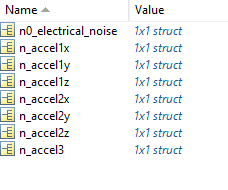 Name Value
n0_electrical_noise 1x1 struct
n_accel1x 1x1 struct
n_accel1y 1x1 struct
n_accel1z 1x1 struct
n_accel2x 1x1 struct
n_accel2y 1x1 struct
n_accel2z 1x1 struct
n_accel3 1x1 struct